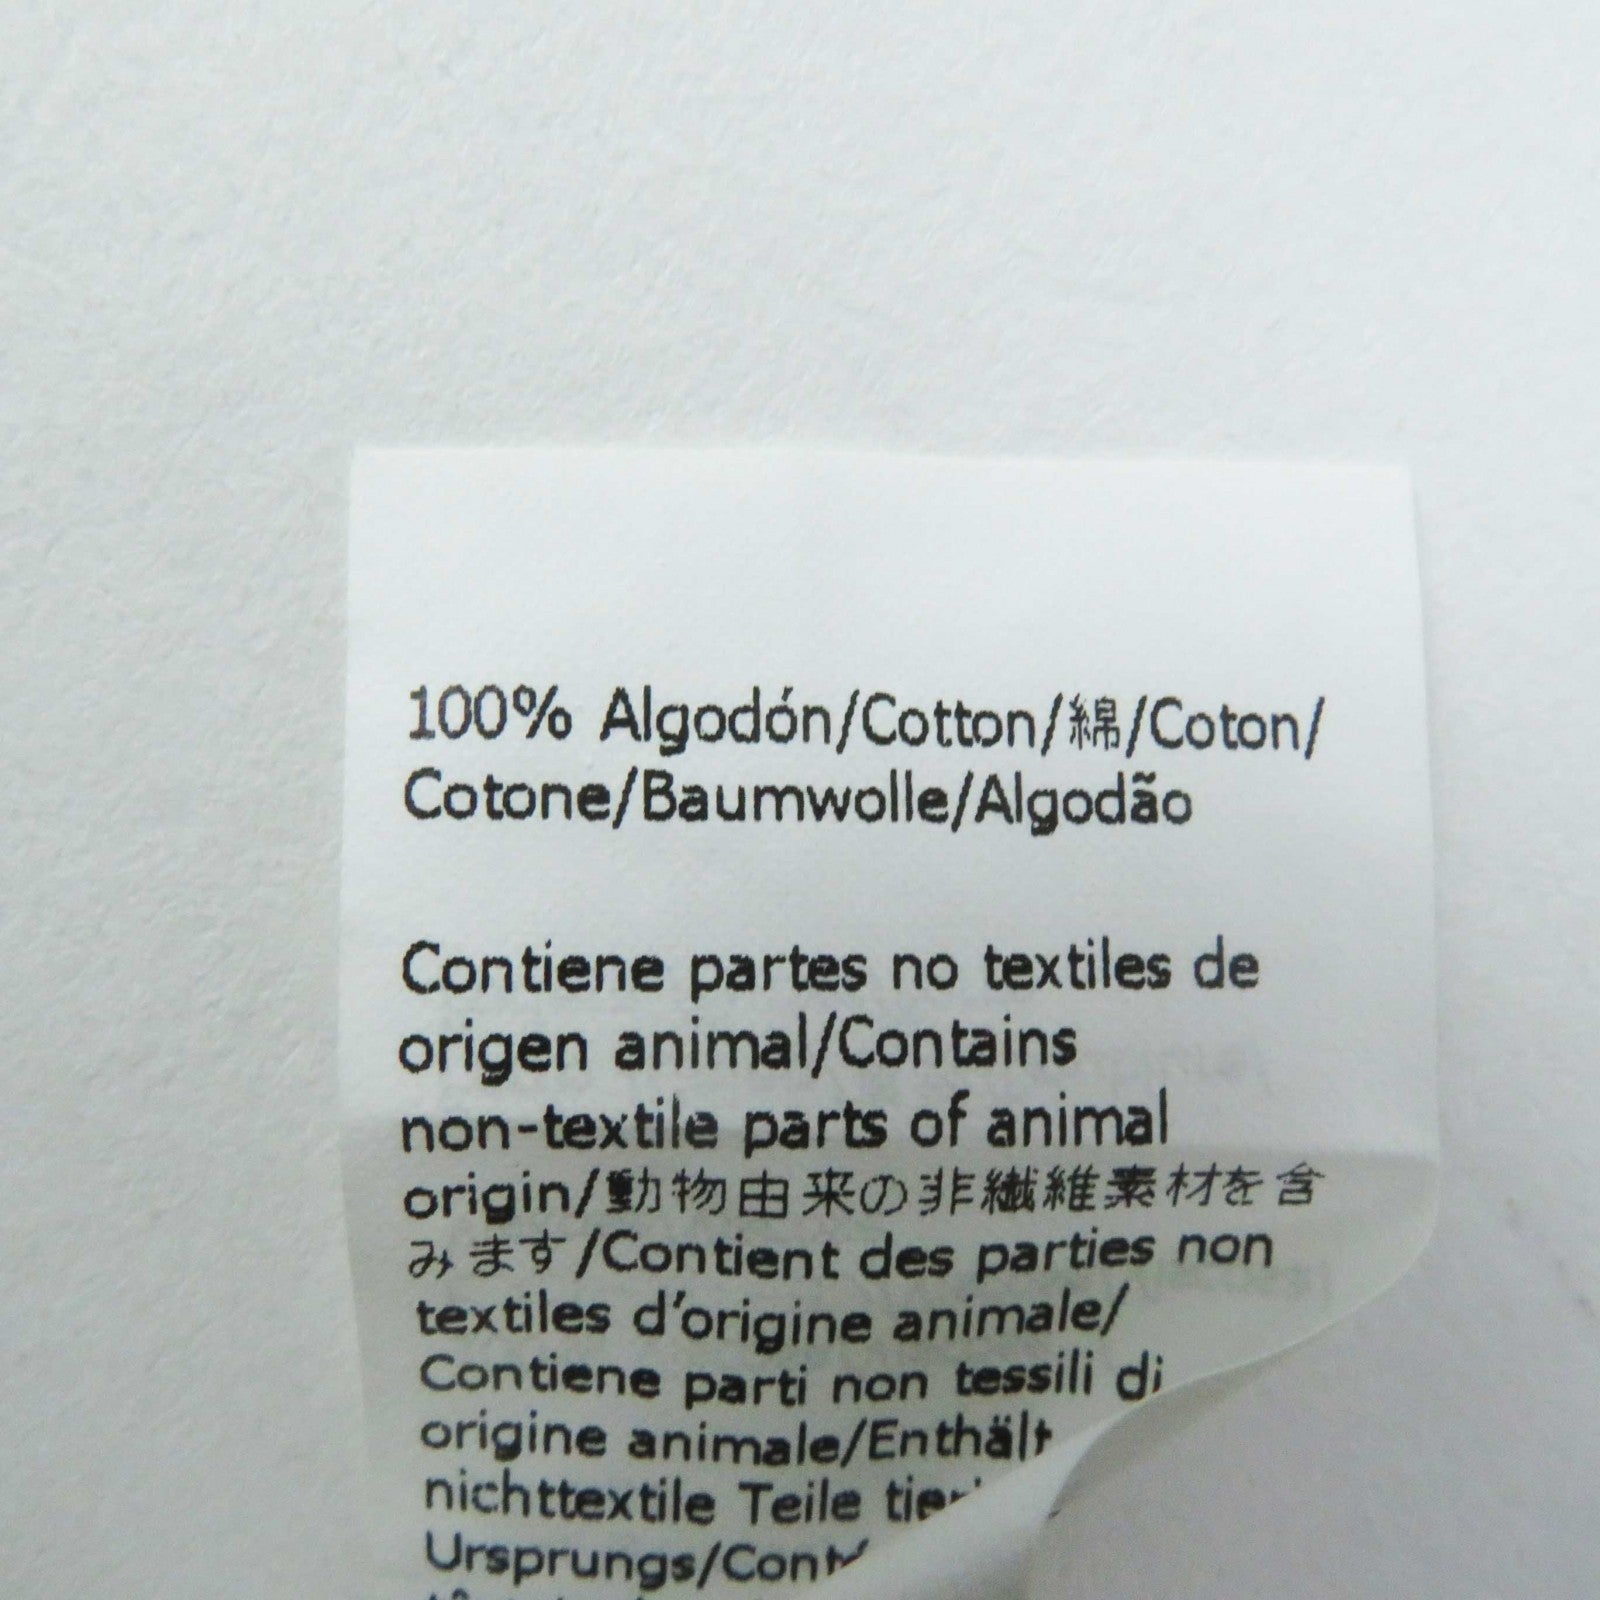 100% Algodón/Cotton/綿/Coton/
Cotone/Baumwolle/Algodão
Contiene partes no textiles de
origen animal/Contains
non-textile parts of animal
origin/動物由来の非繊維素材を含
みます/Contient des parties non
textiles d'origine animale/
Contiene parti non tessili di
origine animale/Enthält
nichttextile Teile
Ursprungs/